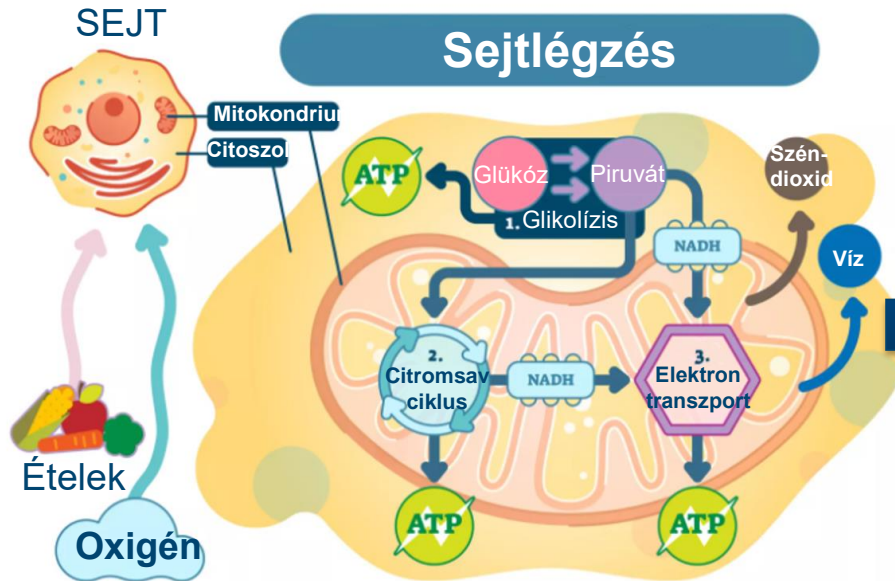 SEJT
Sejtlégzés
Mitokondriun
Citoszol
ATP
Glükóz
Piruvát
1. Glikolízis
Szén-
dioxid
NADH
Víz
2.
Citromsav
ciklus
NADH
3.
Elektron
transzport
Ételek
Oxigén
ATP
ATP